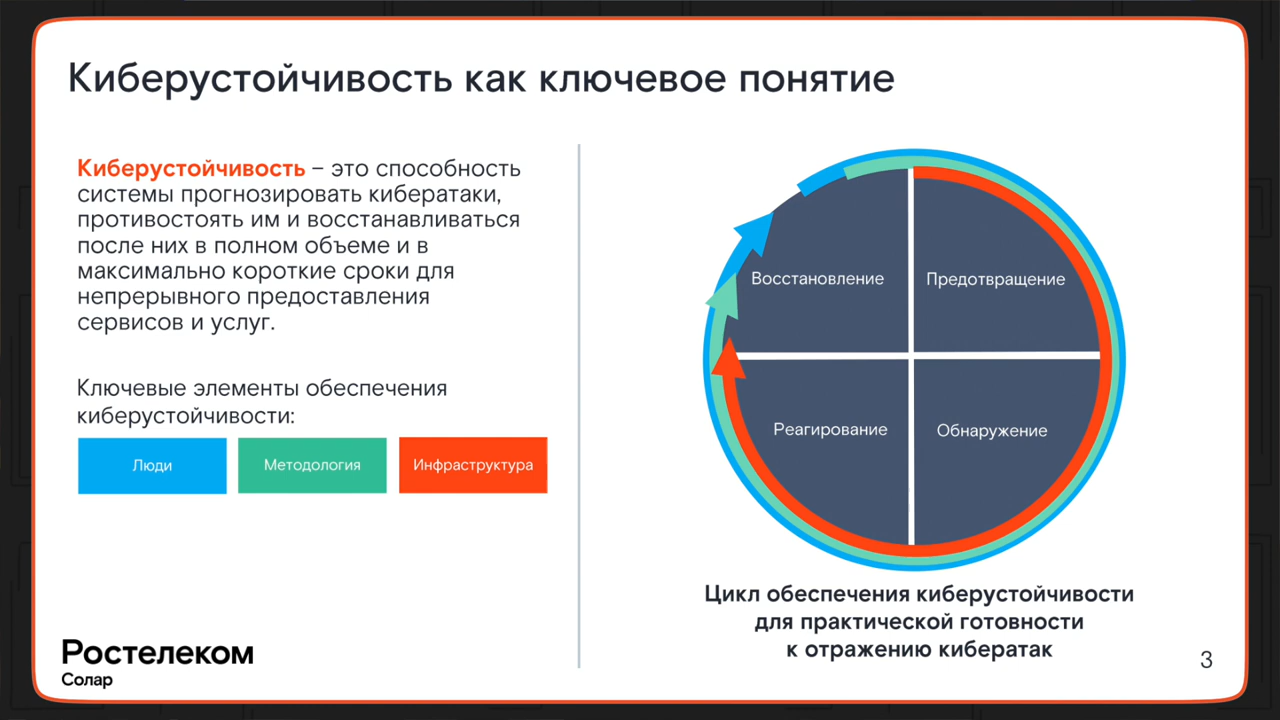 Киберустойчивость как ключевое понятие
Киберустойчивость – это способность
системы прогнозировать кибератаки,
противостоять им и восстанавливаться
после них в полном объеме и в
максимально короткие сроки для
непрерывного предоставления
сервисов и услуг.
Ключевые элементы обеспечения
киберустойчивости:
Люди
Методология
Инфраструктура
Восстановление
Предотвращение
Реагирование
Обнаружение
Цикл обеспечения киберустойчивости
для практической готовности
к отражению кибератак
Ростелеком
Солар
3